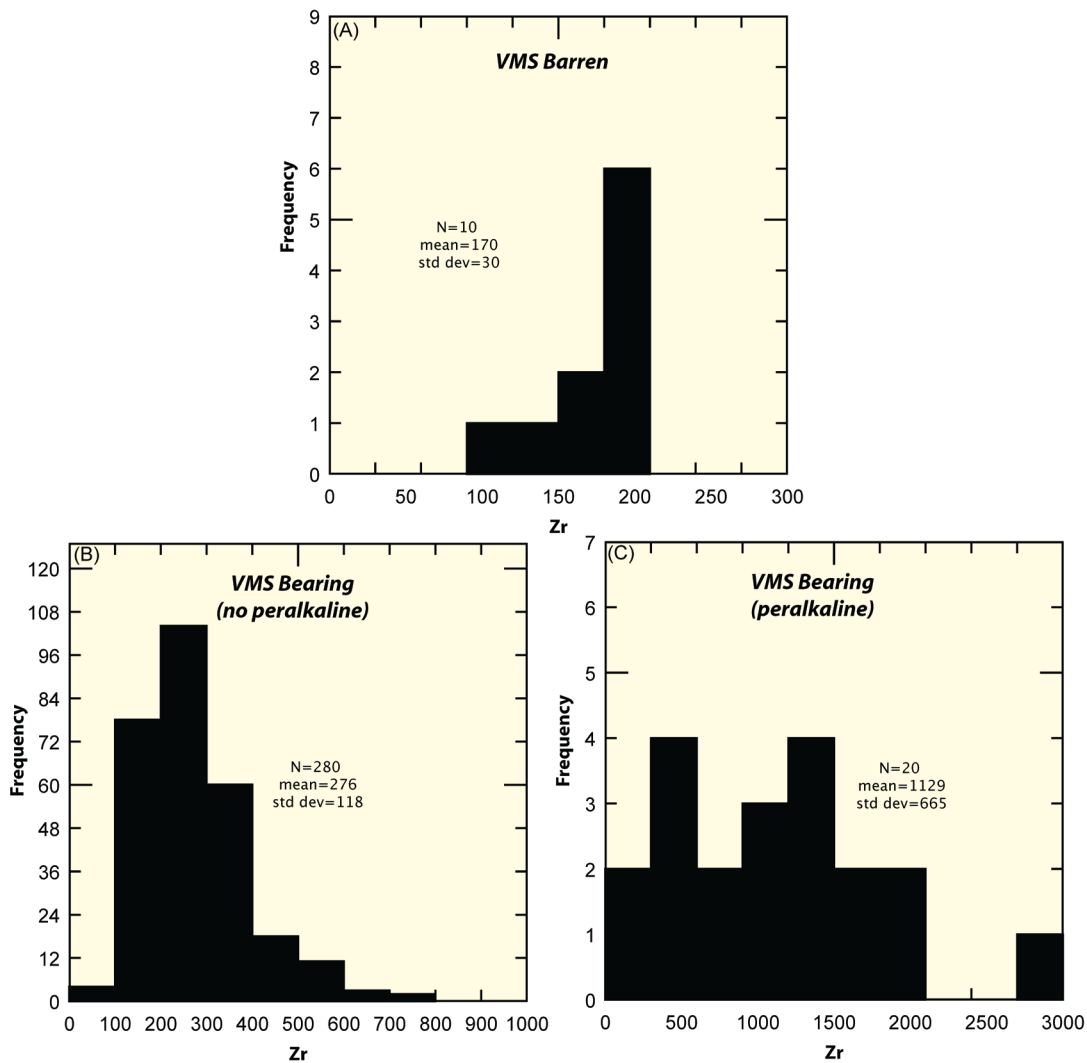 (A)
VMS Barren
9
8
7
6
5
4
3
2
1
0
Frequency
N=10
mean=170
std dev=30
0 50 100 150 200 250 300
Zr
(B)
VMS Bearing
(no peralkaline)
120
108
96
84
72
60
48
36
24
12
0
Frequency
N=280
mean=276
std dev=118
0 100 200 300 400 500 600 700 800 900 1000
Zr
(C)
VMS Bearing
(peralkaline)
7
6
5
4
3
2
1
0
Frequency
N=20
mean=1129
std dev=665
0 500 1000 1500 2000 2500 3000
Zr